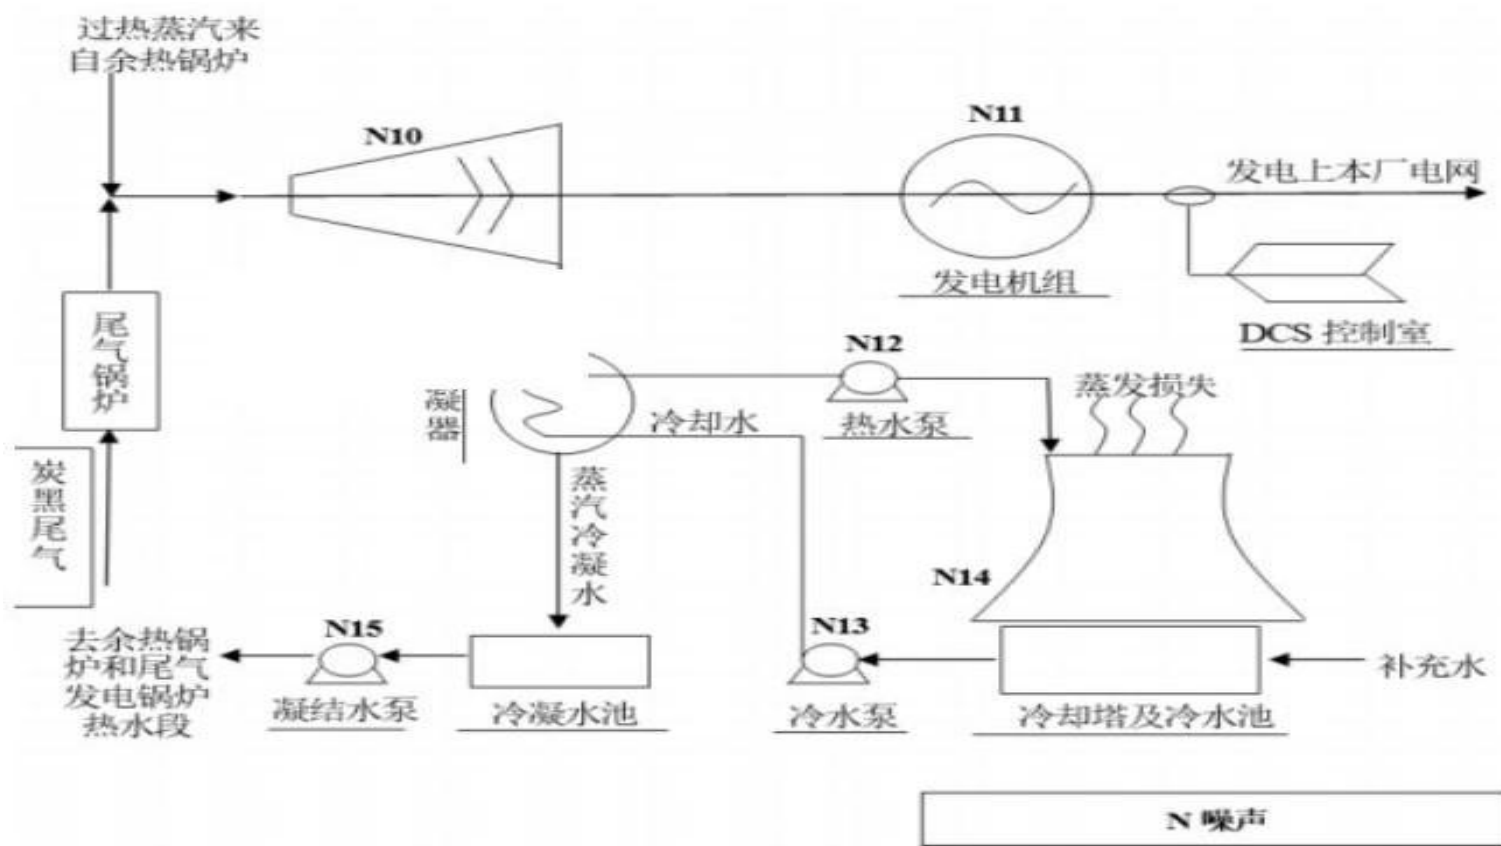 过热蒸汽来
自余热锅炉
N10
N11
发电上本厂电网
发电机组
DCS 控制室
尾气锅炉
N12
热水泵
蒸发损失
凝器
冷却水
炭黑尾气
蒸汽冷凝水
N14
去余热锅
炉和尾气
发电锅炉
热水段
N15
凝结水泵
冷凝水池
N13
冷水泵
冷却塔及冷水池
补充水
N 噪声